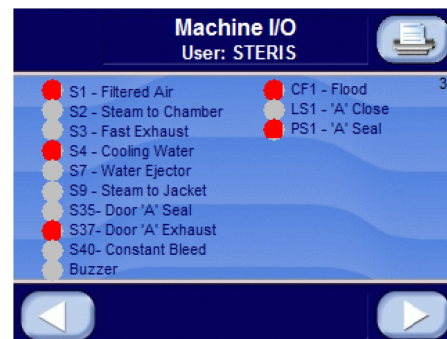 Machine I/O
User: STERIS
3
S1 - Filtered Air
S2 - Steam to Chamber
S3 - Fast Exhaust
S4 - Cooling Water
S7 - Water Ejector
S9 - Steam to Jacket
S35- Door 'A' Seal
S37- Door 'A' Exhaust
S40- Constant Bleed
Buzzer
CF1 - Flood
LS1 - 'A' Close
PS1 - 'A' Seal